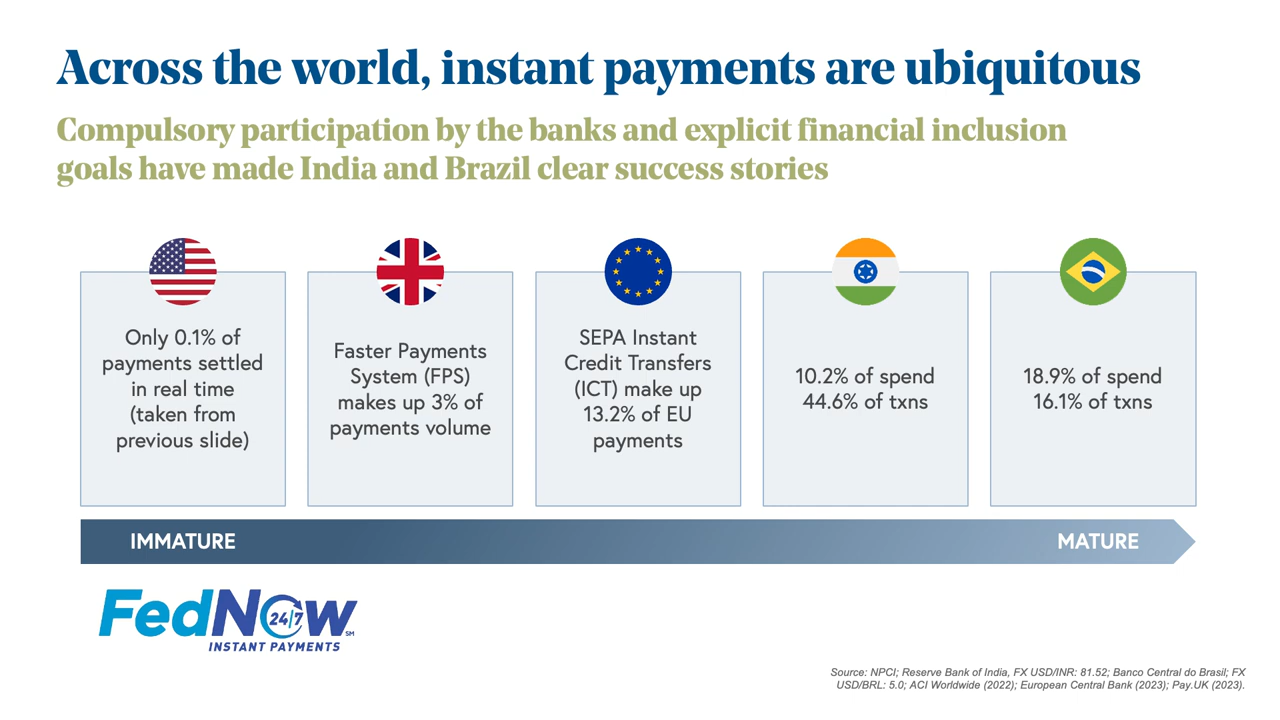 Across the world, instant payments are ubiquitous
Compulsory participation by the banks and explicit financial inclusion
goals have made India and Brazil clear success stories
Only 0.1% of
payments settled
in real time
(taken from
previous slide)
Faster Payments
System (FPS)
makes up 3% of
payments volume
SEPA Instant
Credit Transfers
(ICT) make up
13.2% of EU
payments
10.2% of spend
44.6% of txns
18.9% of spend
16.1% of txns
IMMATURE
MATURE
FedNow 24/7 SM
INSTANT PAYMENTS
Source: NPCI; Reserve Bank of India, FX USD/INR: 81.52; Banco Central do Brasil; FX
USD/BRL: 5.0; ACI Worldwide (2022); European Central Bank (2023); Pay.UK (2023).